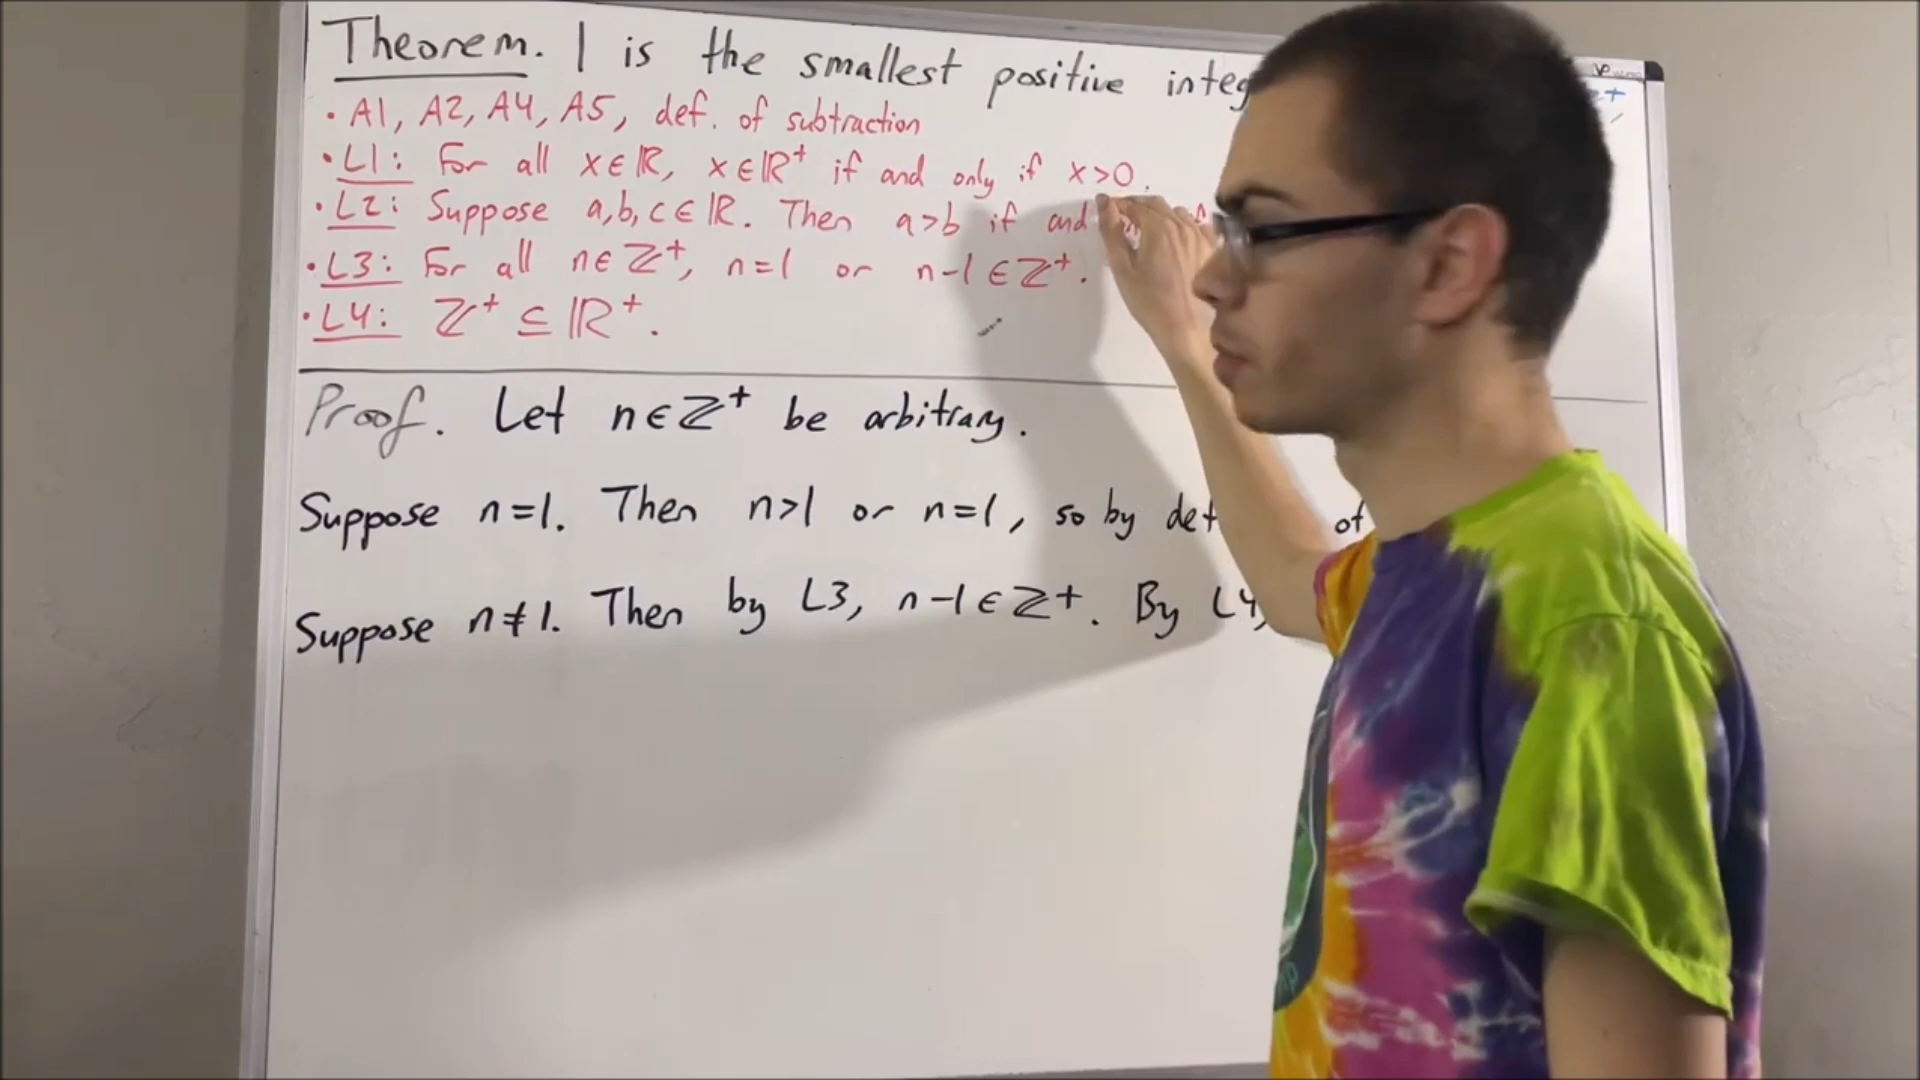 Theorem. 1 is the smallest positive integ
• A1, A2, A4, A5, def. of subtraction
• L1: For all x∈ℝ, x∈ℝ⁺ if and only if x>0.
• L2: Suppose a,b,c∈ℝ. Then a>b if and
• L3: For all n∈ℤ⁺, n=1 or n-1∈ℤ⁺.
• L4: ℤ⁺ ⊆ ℝ⁺.
Proof. Let n∈ℤ⁺ be arbitrary.
Suppose n=1. Then n>1 or n=1, so by def of
Suppose n≠1. Then by L3, n-1∈ℤ⁺. By L4,